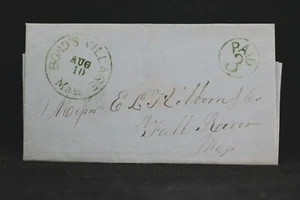 BOND'S VILLAGE
AUG
10
Mass
PAID
3
Messrs E L Kilborn & Co
Fall River
Mass